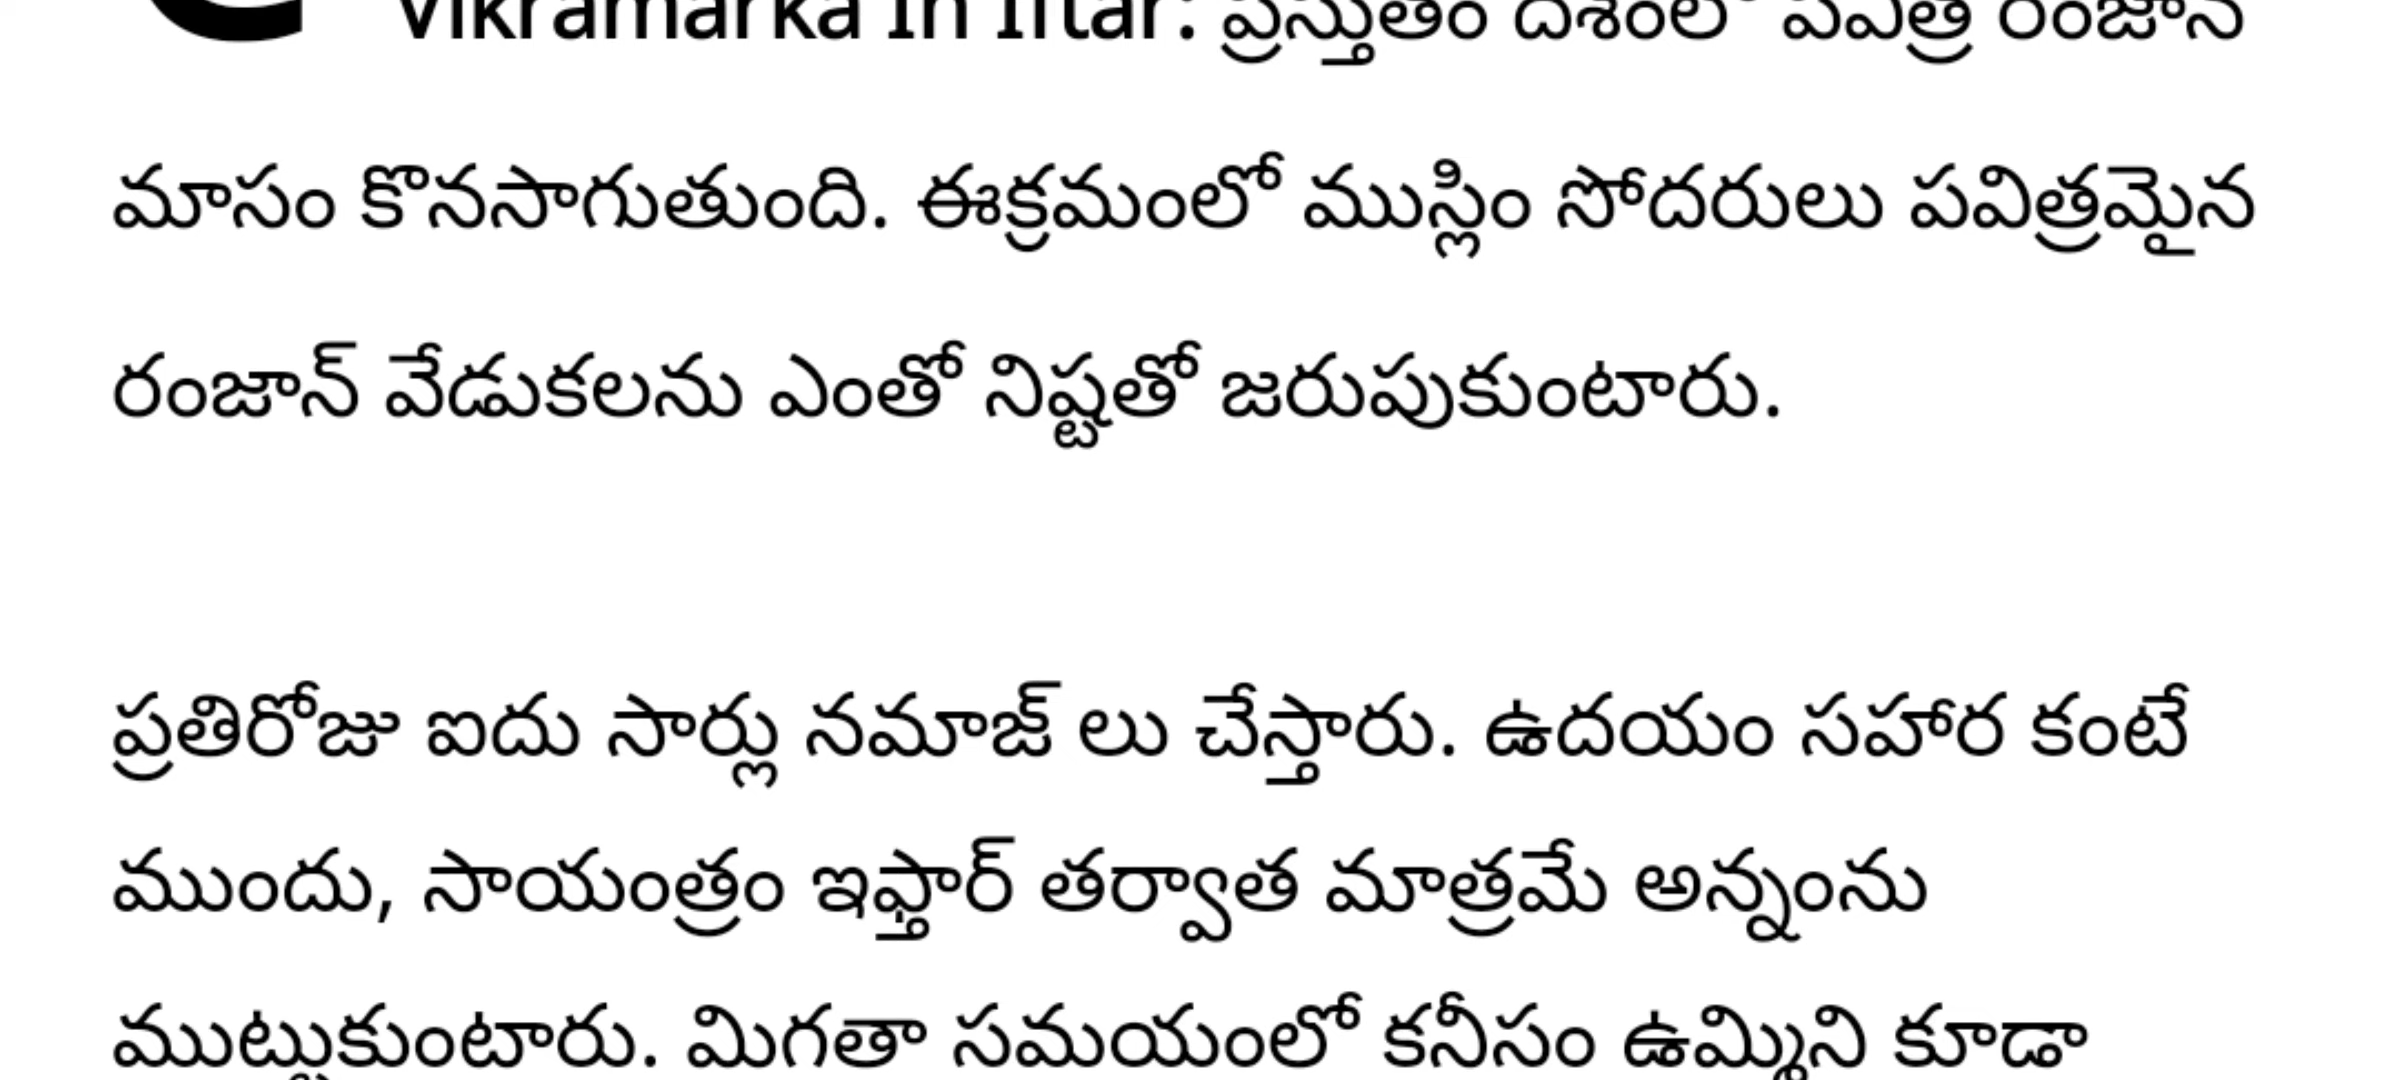 Vikramarka In Iftar: ప్రస్తుతం దేశంలో పవిత్ర రంజాన్
మాసం కొనసాగుతుంది. ఈక్రమంలో ముస్లిం సోదరులు పవిత్రమైన
రంజాన్ వేడుకలను ఎంతో నిష్టతో జరుపుకుంటారు.
ప్రతిరోజు ఐదు సార్లు నమాజ్ లు చేస్తారు. ఉదయం సహార కంటే
ముందు, సాయంత్రం ఇఫ్తార్ తర్వాత మాత్రమే అన్నంను
ముట్టుకుంటారు. మిగతా సమయంలో కనీసం ఉమ్మిని కూడా